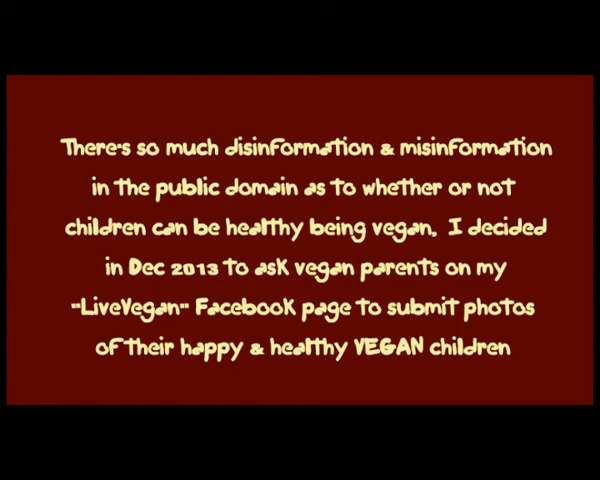 There's so much disinformation & misinformation
in the public domain as to whether or not
children can be healthy being vegan. I decided
in Dec 2013 to ask vegan parents on my
"LiveVegan" Facebook page to submit photos
of their happy & healthy VEGAN children